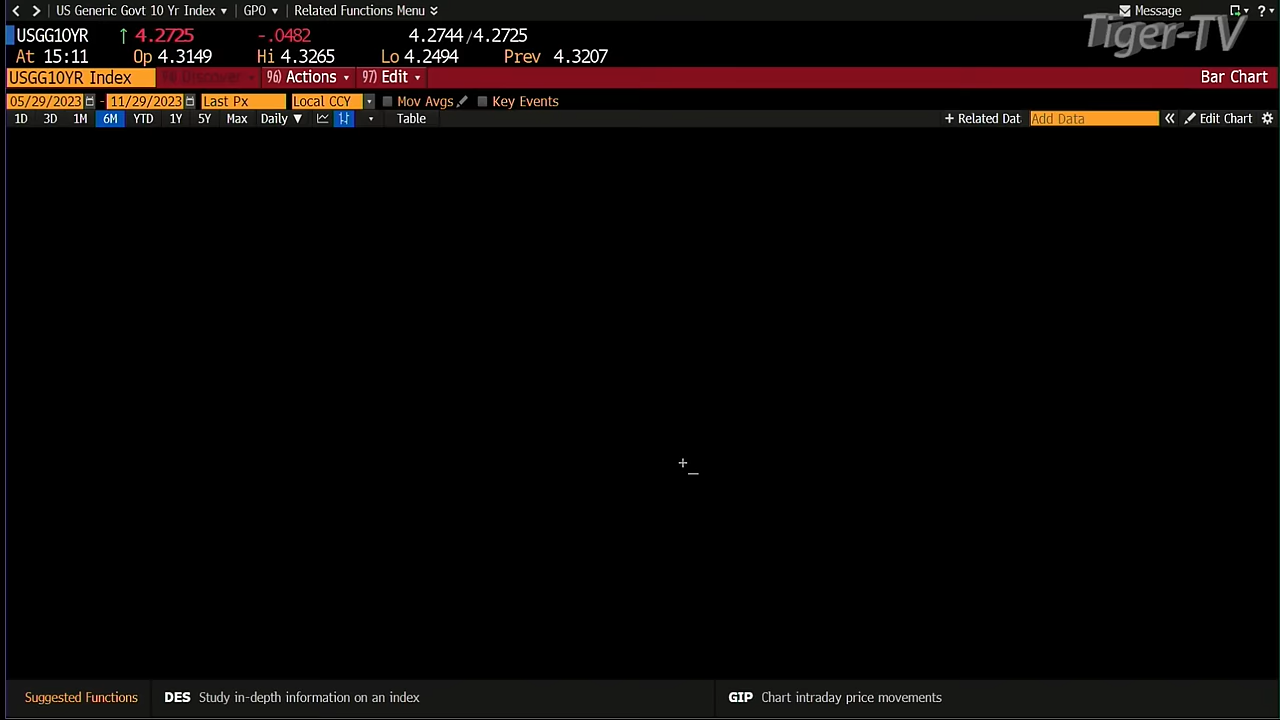 < > US Generic Govt 10 Yr Index GPO Related Functions Menu Message ?
Tiger-TV
USGG10YR ↑ 4.2725 -.0482 4.2744/4.2725
At 15:11 Op 4.3149 Hi 4.3265 Lo 4.2494 Prev 4.3207
USGG10YR Index 96) Actions 97) Edit Bar Chart
05/29/2023 - 11/29/2023 Last Px Local CCY Mov Avgs Key Events
1D 3D 1M 6M YTD 1Y 5Y Max Daily ▼ Table + Related Dat Add Data « Edit Chart
Suggested Functions DES Study in-depth information on an index GIP Chart intraday price movements